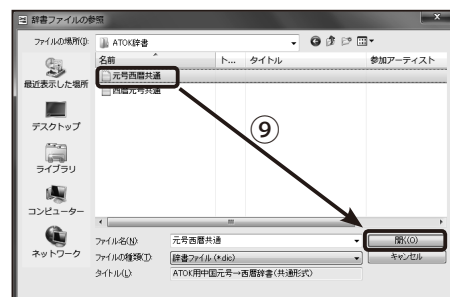 辞書ファイルの参照
ファイルの場所(I):
ATOK辞書
名前
ト...
タイトル
参加アーティスト
最近表示した場所
元号西暦共通
西暦元号共通
⑨
デスクトップ
ライブラリ
コンピューター
ネットワーク
ファイル名(N):
元号西暦共通
開く(O)
ファイルの種類(T):
辞書ファイル (*.dic)
キャンセル
タイトル(L):
ATOK用中国元号→西暦辞書(共通形式)